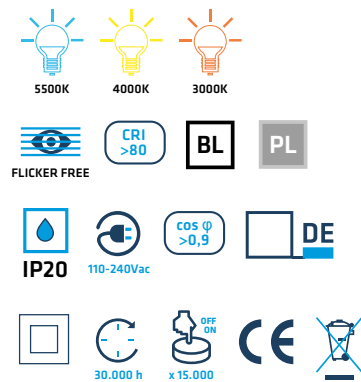 5500K
4000K
3000K
FLICKER FREE
CRI
>80
BL
PL
IP20
110-240Vac
cos φ
>0,9
DE
30.000 h
OFF
ON
x 15.000
CE